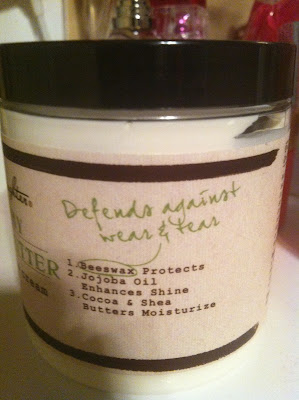 Defends against
wear & tear
1. Beeswax Protects
2. Jojoba Oil
Enhances Shine
3. Cocoa & Shea
Butters Moisturize